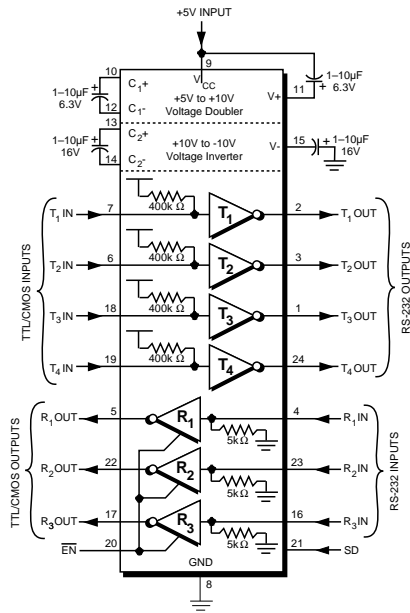 +5V INPUT
10 9
C1+ VCC
1–10µF + 6.3V
12 C1-
+5V to +10V
Voltage Doubler
V+ 11
+ 1–10µF 6.3V
13 C2+
1–10µF + 16V
14 C2-
+10V to -10V
Voltage Inverter
V- 15
+ 1–10µF 16V
400k Ω
T1 IN 7 T1 2 T1 OUT
400k Ω
T2 IN 6 T2 3 T2 OUT
400k Ω
T3 IN 18 T3 1 T3 OUT
400k Ω
T4 IN 19 T4 24 T4 OUT
TTL/CMOS INPUTS
RS-232 OUTPUTS
R1 OUT 5 R1 4 R1 IN
5kΩ
R2 OUT 22 R2 23 R2 IN
5kΩ
R3 OUT 17 R3 16 R3 IN
5kΩ
TTL/CMOS OUTPUTS
RS-232 INPUTS
EN 20 21 SD
GND
8